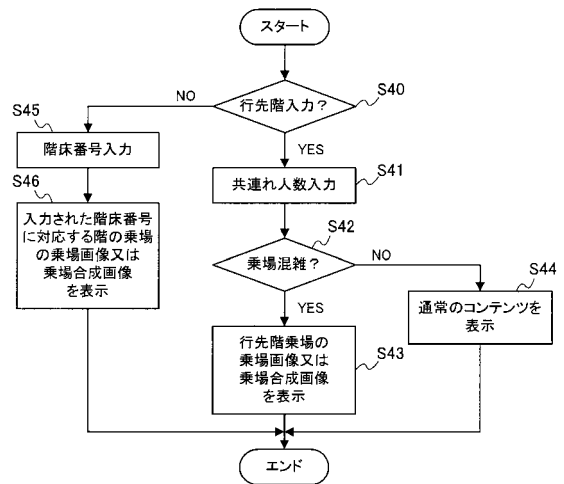 スタート
行先階入力？
S40
NO
YES
S45
階床番号入力
S41
共連れ人数入力
S46
入力された階床番号
に対応する階の乗場
の乗場画像又は
乗場合成画像
を表示
S42
乗場混雑？
NO
YES
S44
通常のコンテンツを
表示
S43
行先階乗場の
乗場画像又は
乗場合成画像
を表示
エンド